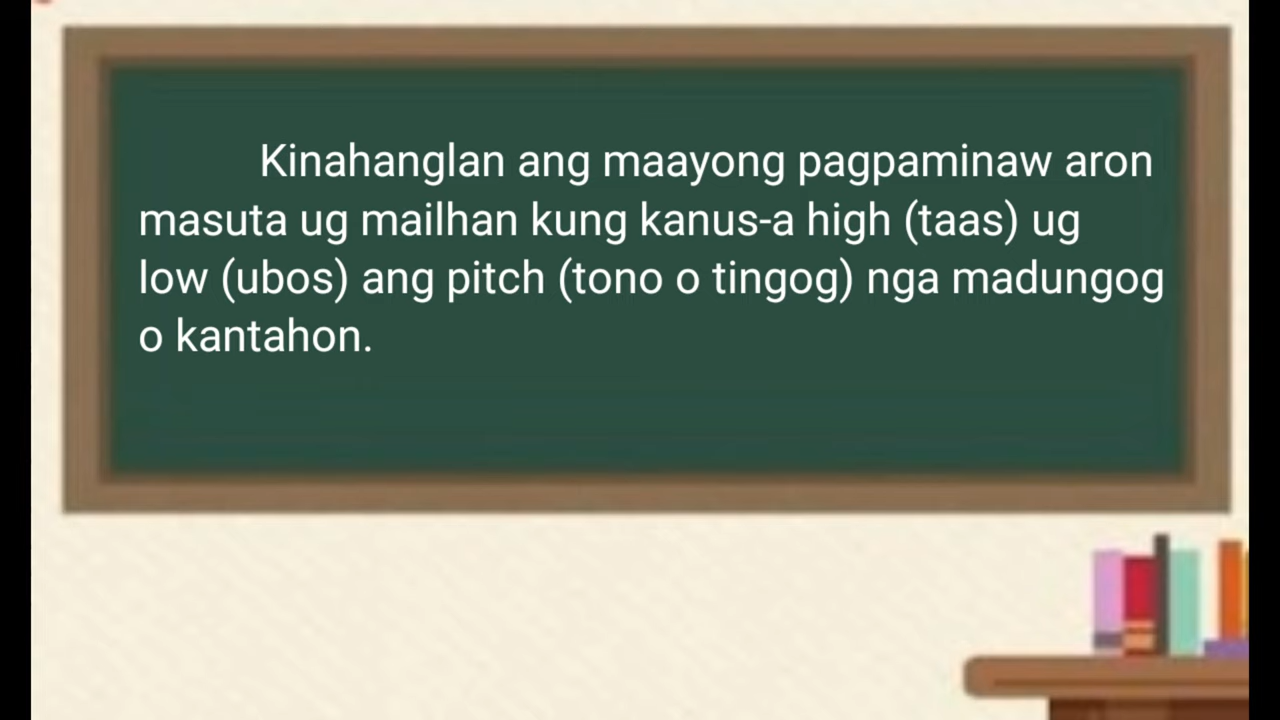 Kinahanglan ang maayong pagpaminaw aron
masuta ug mailhan kung kanus-a high (taas) ug
low (ubos) ang pitch (tono o tingog) nga madungog
o kantahon.